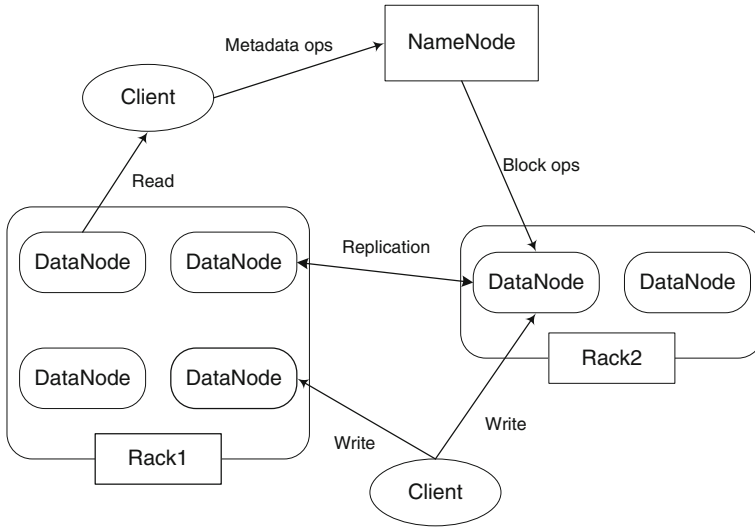 Metadata ops
NameNode
Client
Read
Block ops
DataNode
DataNode
Replication
DataNode
DataNode
DataNode
DataNode
Rack2
Write
Write
Rack1
Client